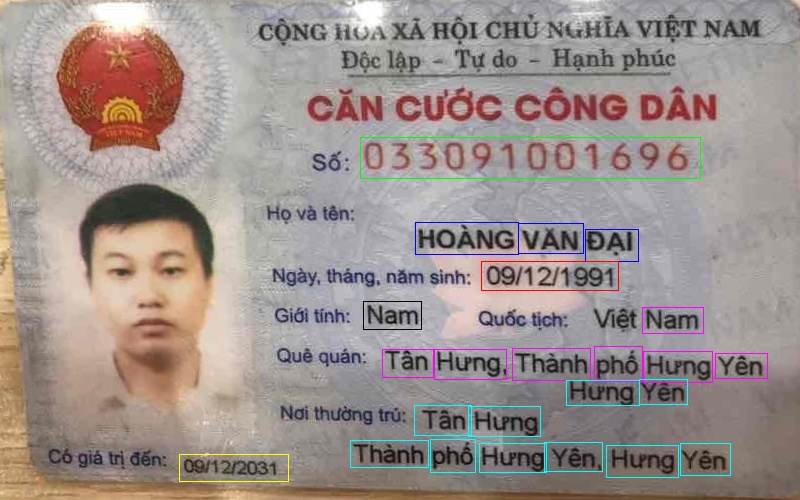 CỘNG HÒA XÃ HỘI CHỦ NGHĨA VIỆT NAM
Độc lập - Tự do - Hạnh phúc
CĂN CƯỚC CÔNG DÂN
Số: 033091001696
Họ và tên:
HOÀNG VĂN ĐẠI
Ngày, tháng, năm sinh: 09/12/1991
Giới tính: Nam Quốc tịch: Việt Nam
Quê quán: Tân Hưng, Thành phố Hưng Yên
Hưng Yên
Nơi thường trú: Tân Hưng
Thành phố Hưng Yên, Hưng Yên
Có giá trị đến: 09/12/2031